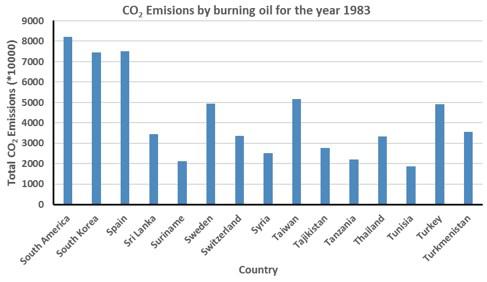 CO₂ Emisions by burning oil for the year 1983
Total CO₂ Emissions (*10000)
9000
8000
7000
6000
5000
4000
3000
2000
1000
0
South America
South Korea
Spain
Sri Lanka
Suriname
Sweden
Switzerland
Syria
Taiwan
Tajikistan
Tanzania
Thailand
Tunisia
Turkey
Turkmenistan
Country